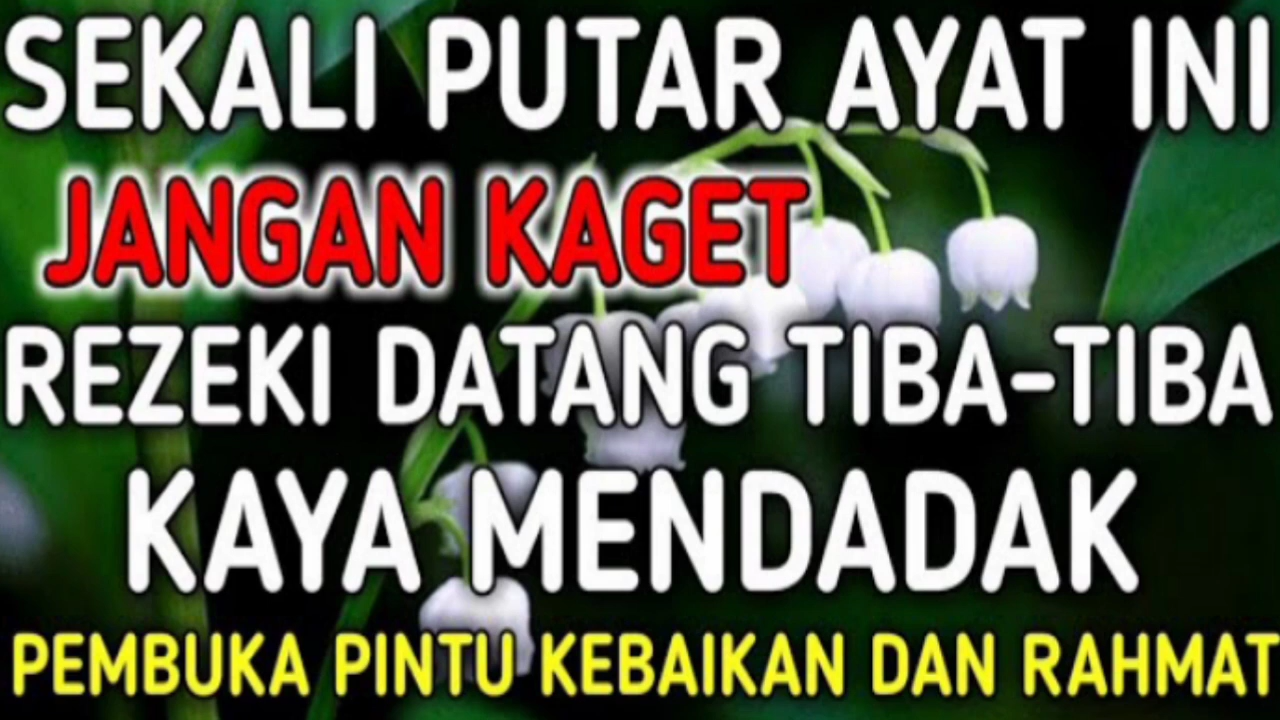 SEKALI PUTAR AYAT INI
JANGAN KAGET
REZEKI DATANG TIBA-TIBA
KAYA MENDADAK
PEMBUKA PINTU KEBAIKAN DAN RAHMAT